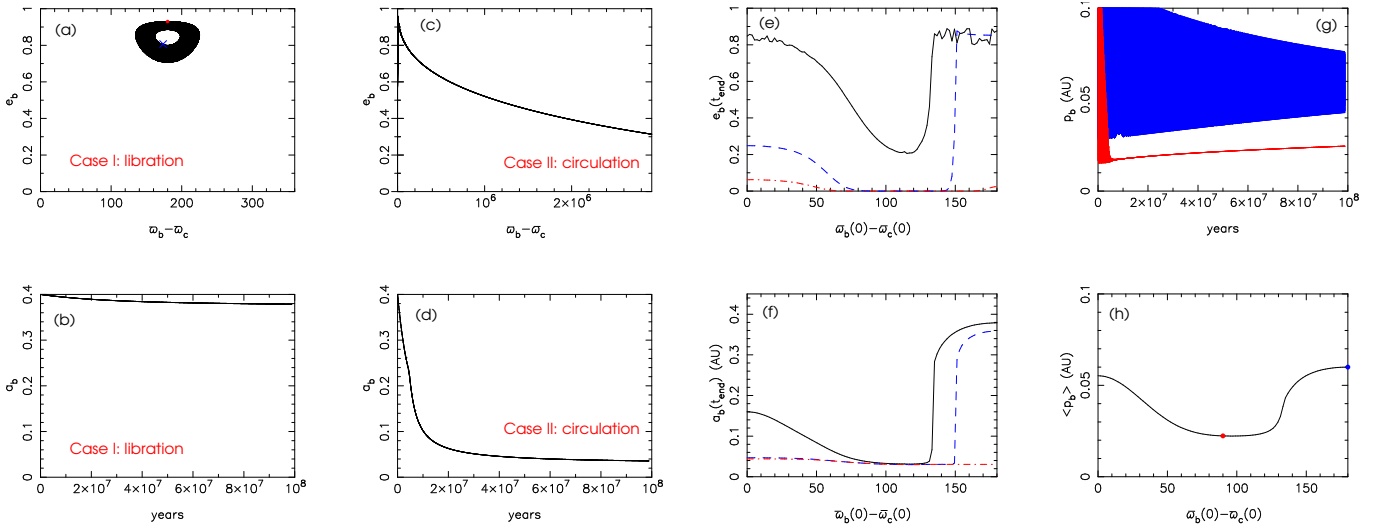 (a)
1
0.8
0.6
0.4
0.2
0
e_b
Case I: libration
0 100 200 300
ϖ_b−ϖ_c
(c)
1
0.8
0.6
0.4
0.2
0
e_b
Case II: circulation
0 10^6 2×10^6
ϖ_b−ϖ_c
(e)
1
0.8
0.6
0.4
0.2
0
e_b(t_end)
0 50 100 150
ϖ_b(0)−ϖ_c(0)
(g)
0.1
0.05
0
p_b (AU)
0 2×10^7 4×10^7 6×10^7 8×10^7 10^8
years
(b)
0.4
0.3
0.2
0.1
0
a_b
Case I: libration
0 2×10^7 4×10^7 6×10^7 8×10^7 10^8
years
(d)
0.4
0.3
0.2
0.1
0
a_b
Case II: circulation
0 2×10^7 4×10^7 6×10^7 8×10^7 10^8
years
(f)
0.4
0.3
0.2
0.1
0
a_b(t_end) (AU)
0 50 100 150
ϖ_b(0)−ϖ_c(0)
(h)
0.1
0.05
0
<p_b> (AU)
0 50 100 150
ϖ_b(0)−ϖ_c(0)